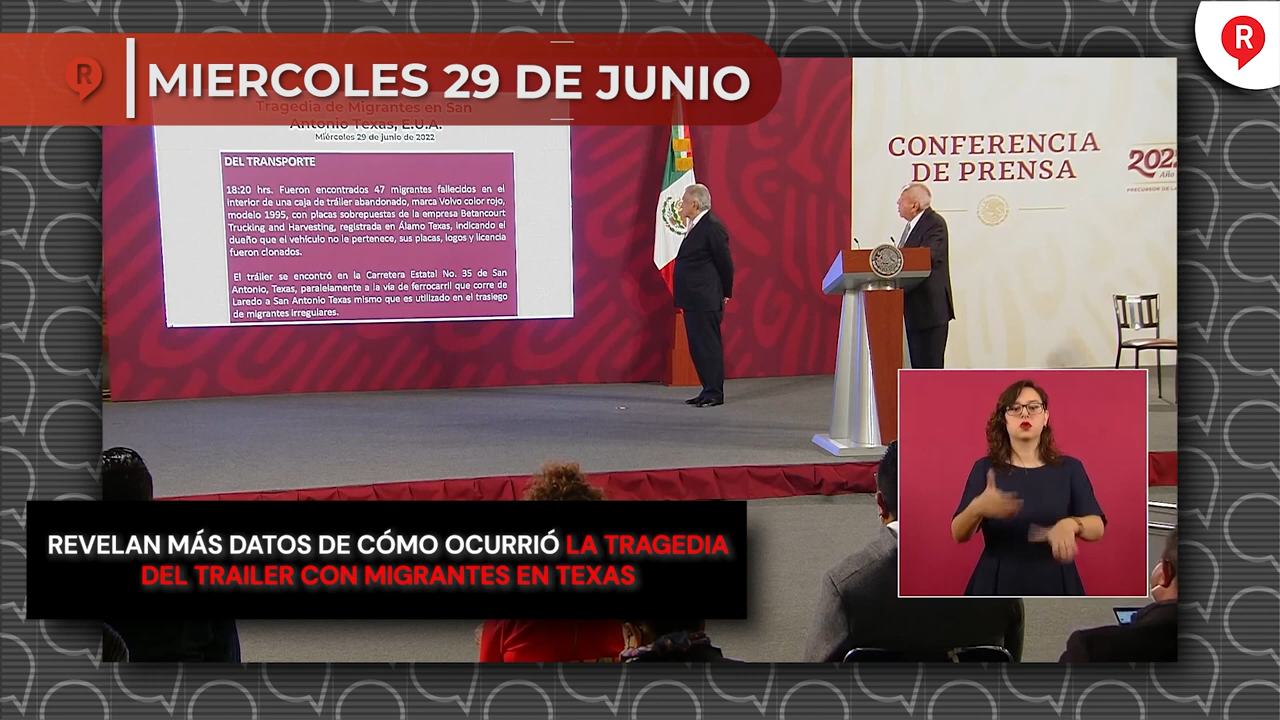 R
R
MIERCOLES 29 DE JUNIO
Tragedia de Migrantes en San
Antonio Texas, E.U.A.
Miércoles 29 de junio de 2022
DEL TRANSPORTE
18:20 hrs. Fueron encontrados 47 migrantes fallecidos en el
interior de una caja de tráiler abandonado, marca Volvo color rojo,
modelo 1995, con placas sobrepuestas de la empresa Betancourt
Trucking and Harvesting, registrada en Álamo Texas, indicando el
dueño que el vehículo no le pertenece, sus placas, logos y licencia
fueron clonados.
El tráiler se encontró en la Carretera Estatal No. 35 de San
Antonio, Texas, paralelamente a la vía de ferrocarril que corre de
Laredo a San Antonio Texas mismo que es utilizado en el trasiego
de migrantes irregulares.
CONFERENCIA
DE PRENSA
Año
PRECURSOR DE LA
REVELAN MÁS DATOS DE CÓMO OCURRIÓ LA TRAGEDIA
DEL TRAILER CON MIGRANTES EN TEXAS